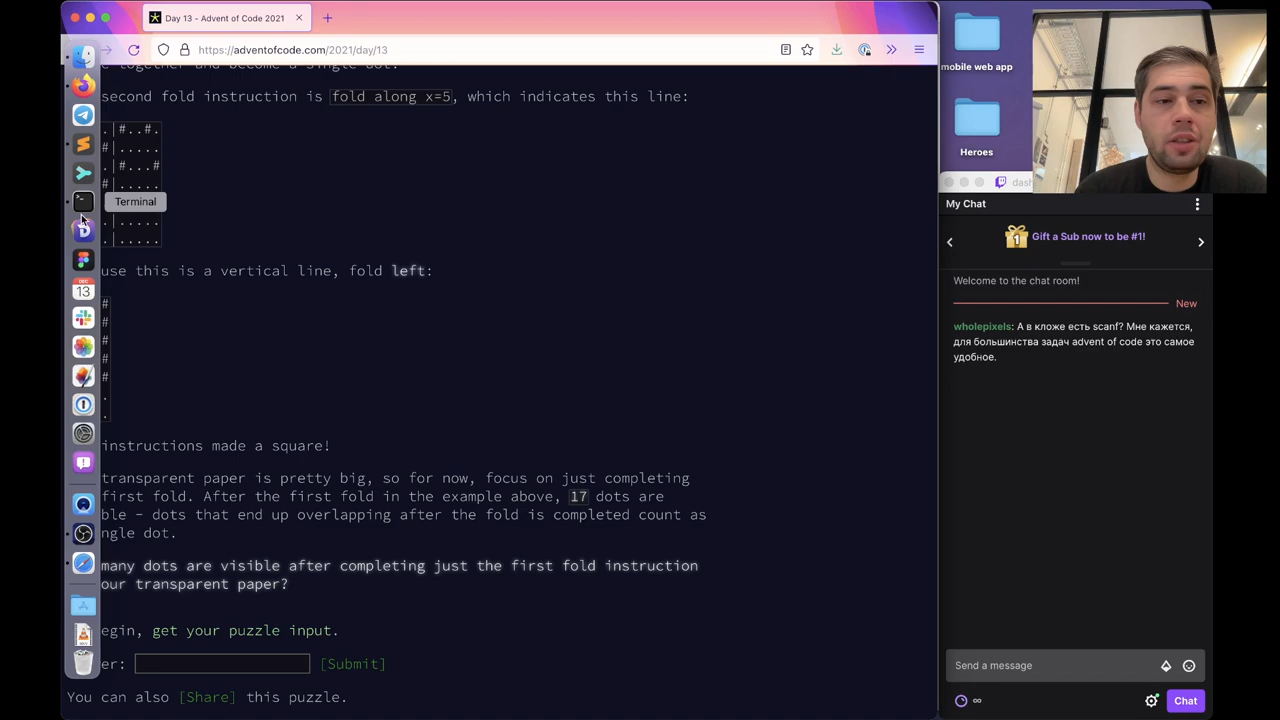 Day 13 - Advent of Code 2021
https://adventofcode.com/2021/day/13
second fold instruction is fold along x=5, which indicates this line:
.|#..#.
#|.....
.|#...#
#|.....
Terminal
.|.....
.|.....
use this is a vertical line, fold left:
#
#
#
#
#
.
.
instructions made a square!
transparent paper is pretty big, so for now, focus on just completing
first fold. After the first fold in the example above, 17 dots are
ble - dots that end up overlapping after the fold is completed count as
ngle dot.
many dots are visible after completing just the first fold instruction
our transparent paper?
egin, get your puzzle input.
er: [Submit]
You can also [Share] this puzzle.
DEC
13
mobile web app
Heroes
dash
My Chat
1
Gift a Sub now to be #1!
Welcome to the chat room!
New
wholepixels: А в кложе есть scanf? Мне кажется,
для большинства задач advent of code это самое
удобное.
Send a message
Chat